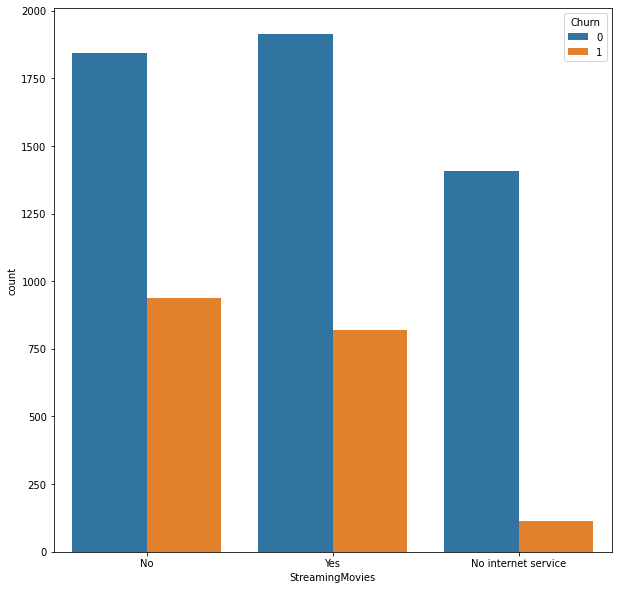 2000
1750
1500
1250
1000
750
500
250
0
count
Churn
0
1
No
Yes
No internet service
StreamingMovies